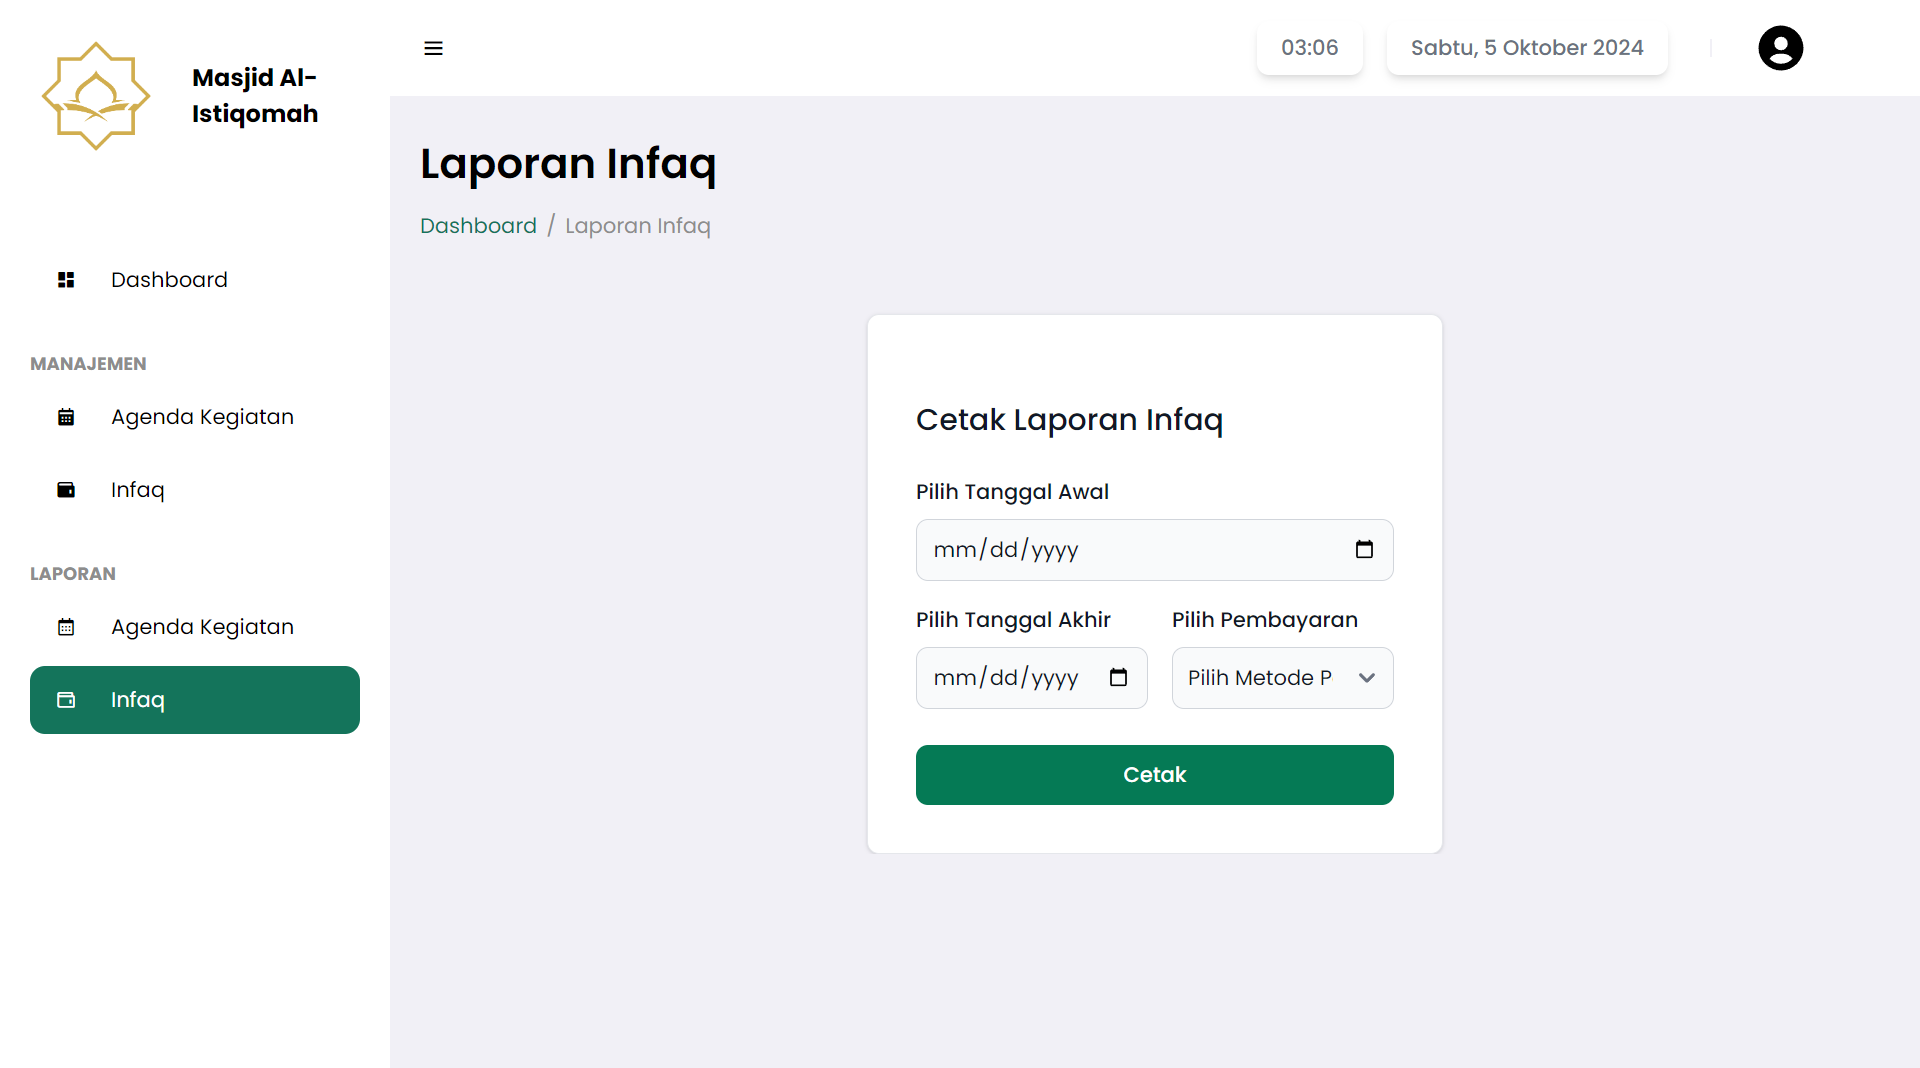 Masjid Al-
Istiqomah
03:06
Sabtu, 5 Oktober 2024
Laporan Infaq
Dashboard / Laporan Infaq
Dashboard
MANAJEMEN
Agenda Kegiatan
Infaq
LAPORAN
Agenda Kegiatan
Infaq
Cetak Laporan Infaq
Pilih Tanggal Awal
mm/dd/yyyy
Pilih Tanggal Akhir
mm/dd/yyyy
Pilih Pembayaran
Pilih Metode P
Cetak